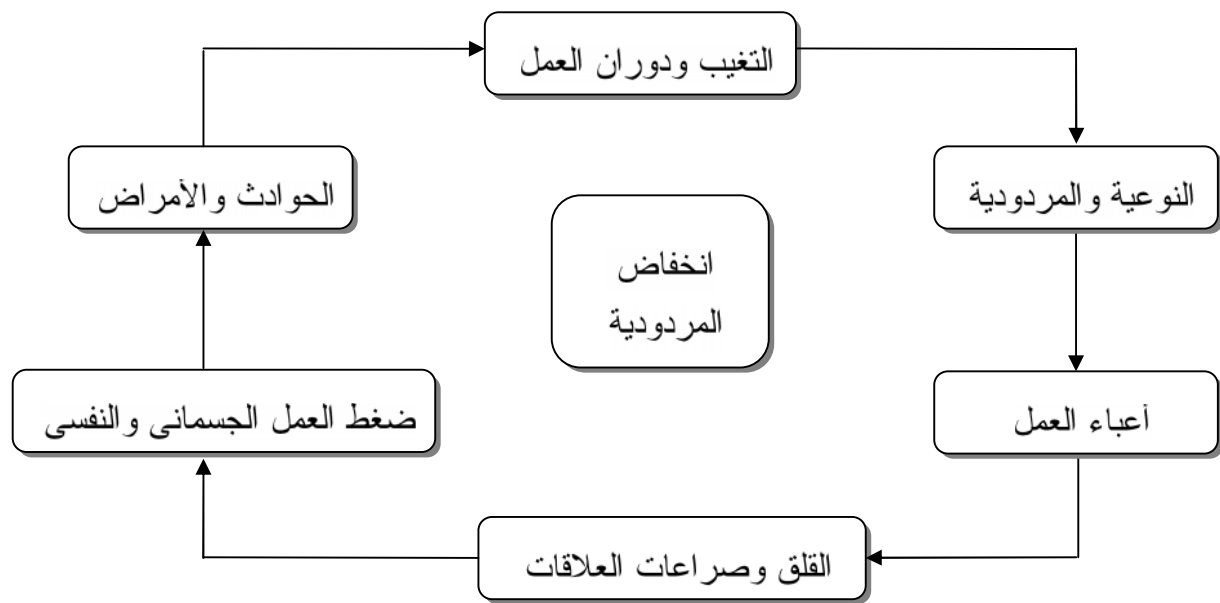 التغيب ودوران العمل
الحوادث والأمراض
النوعية والمردودية
انخفاض
المردودية
ضغط العمل الجسمانى والنفسى
أعباء العمل
القلق وصراعات العلاقات